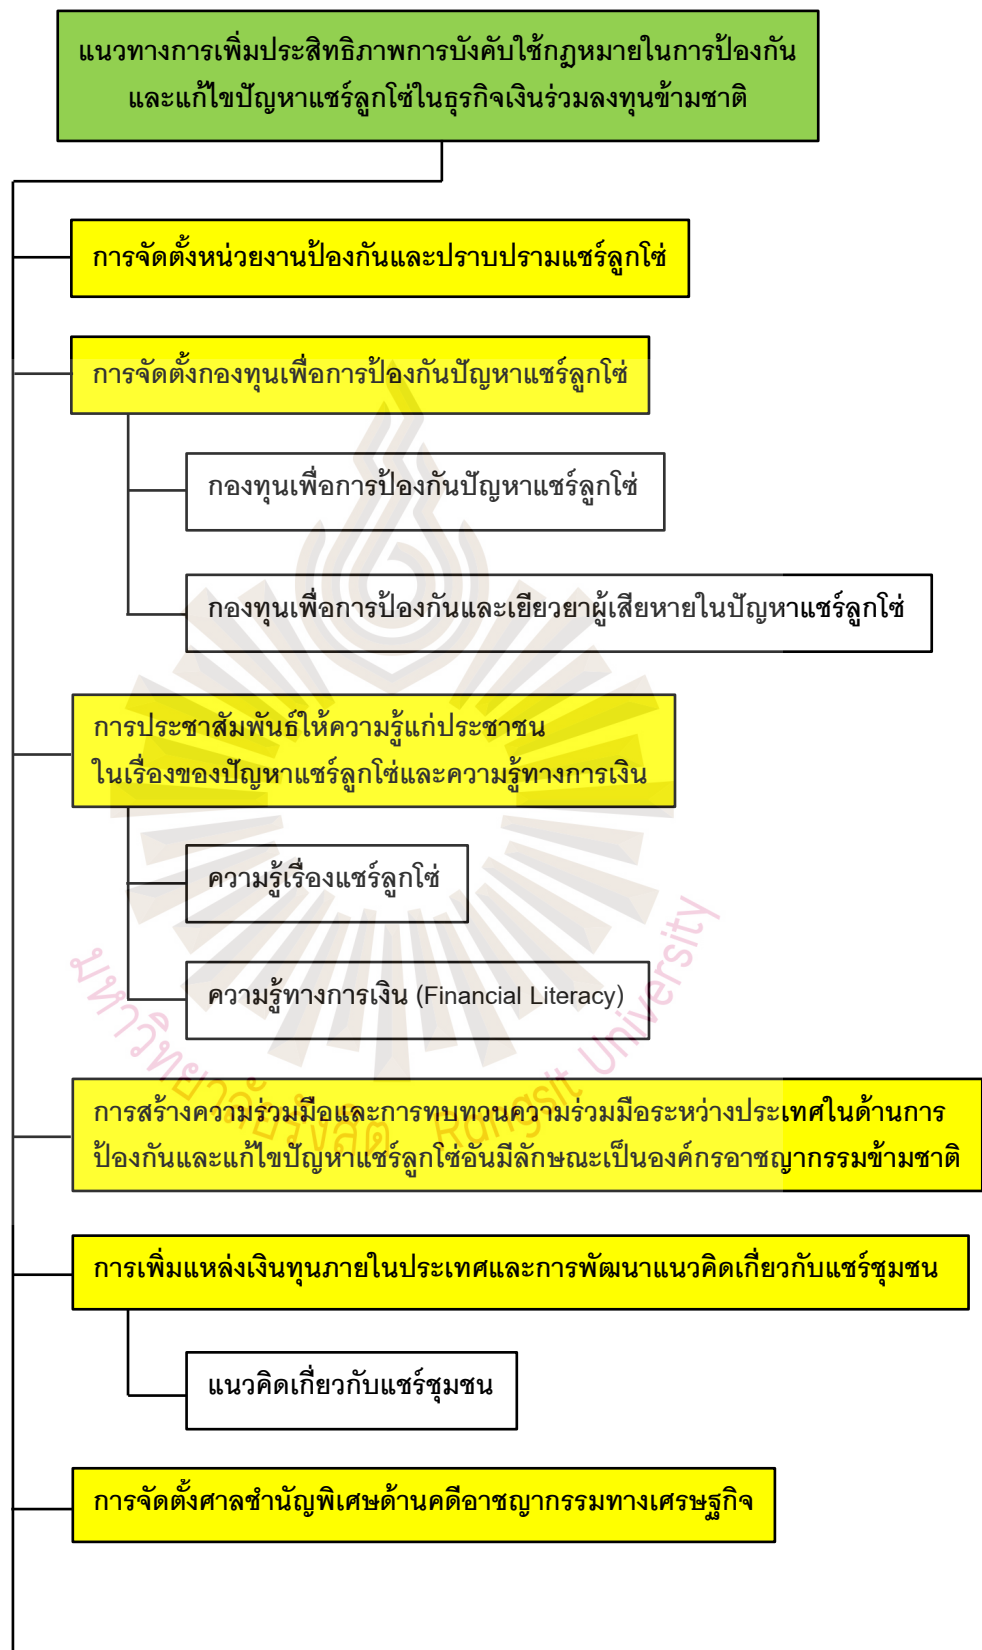 แนวทางการเพิ่มประสิทธิภาพการบังคับใช้กฎหมายในการป้องกัน
และแก้ไขปัญหาแชร์ลูกโซ่ในธุรกิจเงินร่วมลงทุนข้ามชาติ
การจัดตั้งหน่วยงานป้องกันและปราบปรามแชร์ลูกโซ่
การจัดตั้งกองทุนเพื่อการป้องกันปัญหาแชร์ลูกโซ่
กองทุนเพื่อการป้องกันปัญหาแชร์ลูกโซ่
กองทุนเพื่อการป้องกันและเยียวยาผู้เสียหายในปัญหาแชร์ลูกโซ่
การประชาสัมพันธ์ให้ความรู้แก่ประชาชน
ในเรื่องของปัญหาแชร์ลูกโซ่และความรู้ทางการเงิน
ความรู้เรื่องแชร์ลูกโซ่
ความรู้ทางการเงิน (Financial Literacy)
การสร้างความร่วมมือและการทบทวนความร่วมมือระหว่างประเทศในด้านการ
ป้องกันและแก้ไขปัญหาแชร์ลูกโซ่อันมีลักษณะเป็นองค์กรอาชญากรรมข้ามชาติ
มหาวิทยาลัยรังสิต Rangsit University
การเพิ่มแหล่งเงินทุนภายในประเทศและการพัฒนาแนวคิดเกี่ยวกับแชร์ชุมชน
แนวคิดเกี่ยวกับแชร์ชุมชน
การจัดตั้งศาลชำนัญพิเศษด้านคดีอาชญากรรมทางเศรษฐกิจ